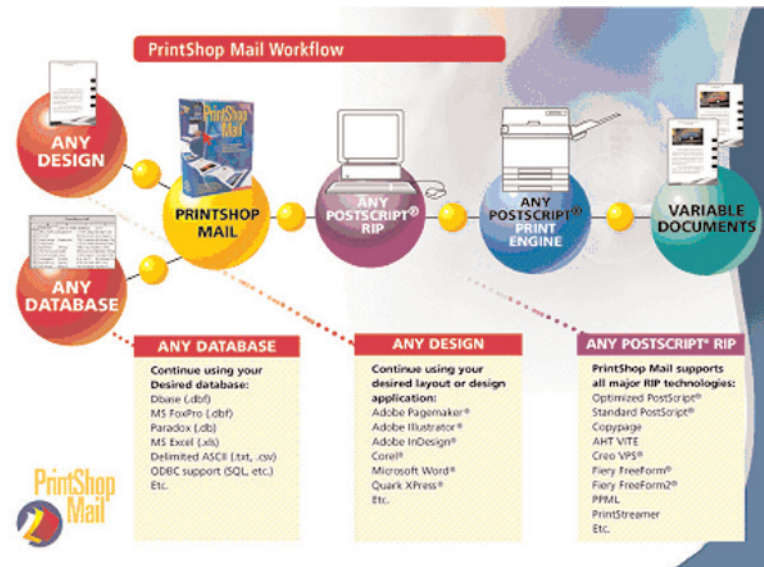 PrintShop Mail Workflow
ANY
DESIGN
PrintShop
Mail
PRINTSHOP
MAIL
ANY
POSTSCRIPT®
RIP
ANY
POSTSCRIPT®
PRINT
ENGINE
VARIABLE
DOCUMENTS
ANY
DATABASE
ANY DATABASE
Continue using your
Desired database:
Dbase (.dbf)
MS FoxPro (.dbf)
Paradox (.db)
MS Excel (.xls)
Delimited ASCII (.txt, .csv)
ODBC support (SQL, etc.)
Etc.
ANY DESIGN
Continue using your
desired layout or design
application:
Adobe Pagemaker®
Adobe Illustrator®
Adobe InDesign®
Corel®
Microsoft Word®
Quark XPress®
Etc.
ANY POSTSCRIPT® RIP
PrintShop Mail supports
all major RIP technologies:
Optimized PostScript®
Standard PostScript®
Copypage
AHT VITE
Creo VPS®
Fiery FreeForm®
Fiery FreeForm2®
PPML
PrintStreamer
Etc.
PrintShop
Mail